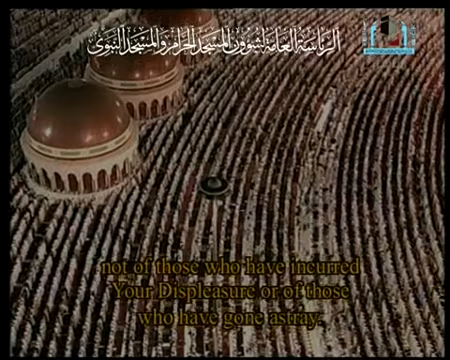 الرئاسة العامة لشؤون المسجد الحرام والمسجد النبوي
not of those who have incurred
Your Displeasure or of those
who have gone astray.